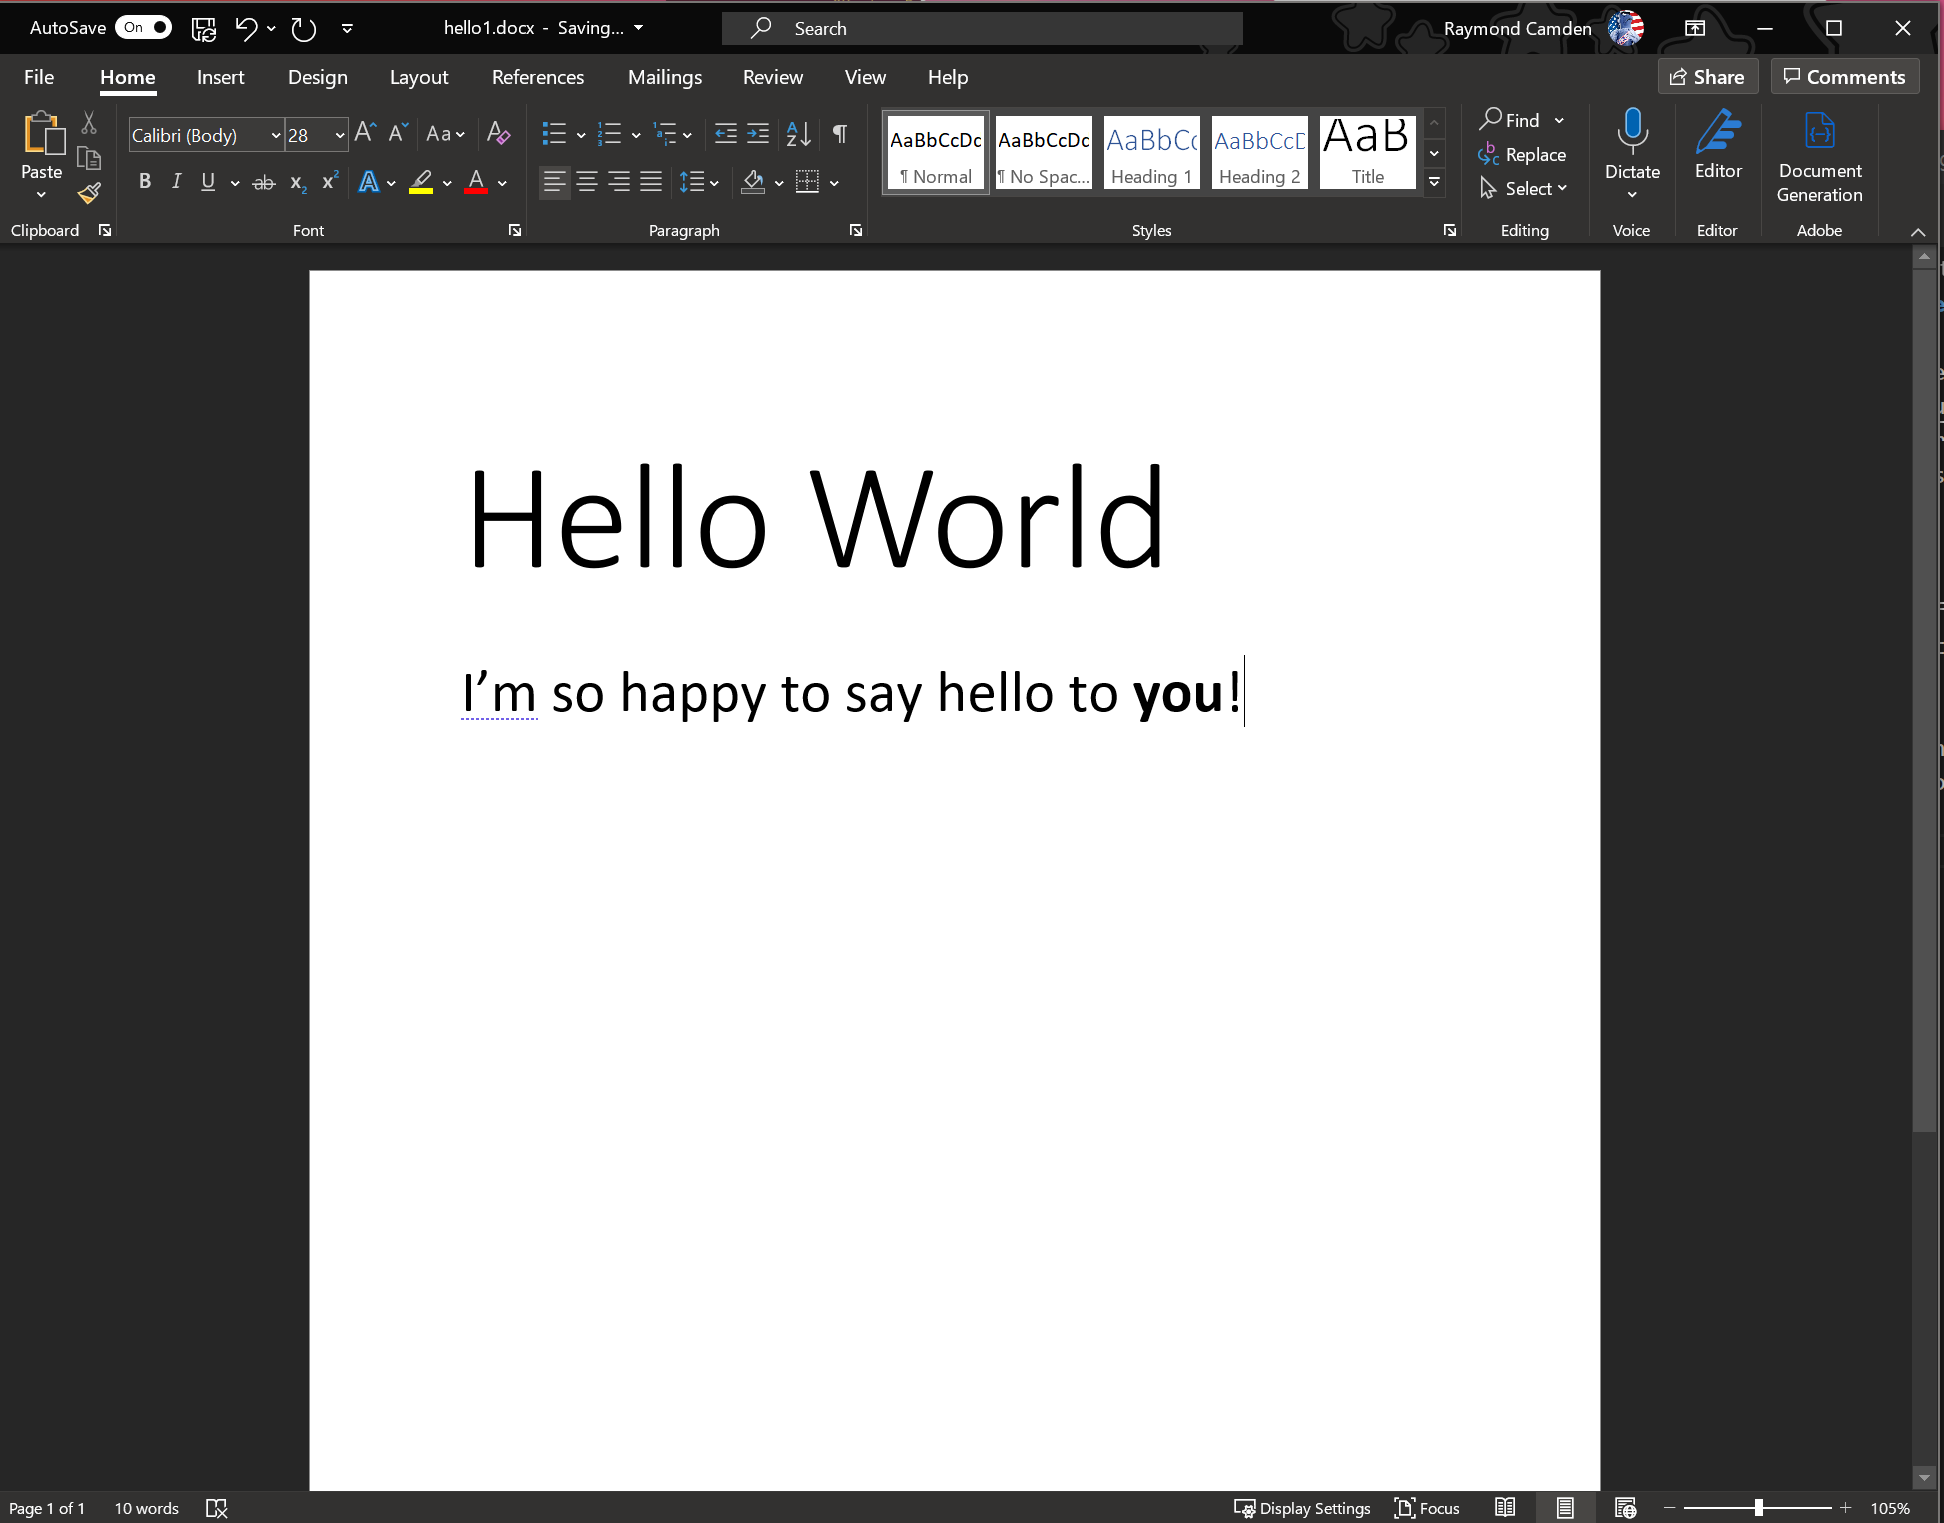 AutoSave On hello1.docx - Saving... Search Raymond Camden
File Home Insert Design Layout References Mailings Review View Help Share Comments
Paste
Clipboard
Calibri (Body) 28
Font
Paragraph
AaBbCcDc AaBbCcDc AaBbCc AaBbCcD AaB
¶ Normal ¶ No Spac... Heading 1 Heading 2 Title
Styles
Find
Replace
Select
Editing
Dictate
Voice
Editor
Editor
Document
Generation
Adobe
Hello World
I’m so happy to say hello to you!
Page 1 of 1 10 words Display Settings Focus 105%